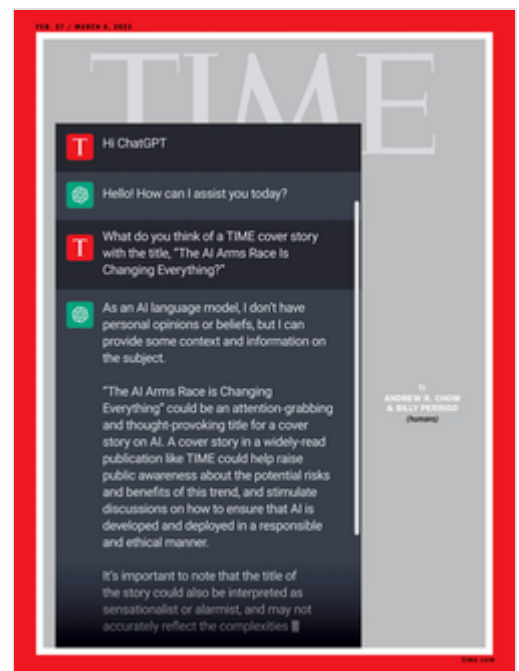 FEB. 27 / MARCH 6, 2023
TIME
T
Hi ChatGPT
Hello! How can I assist you today?
T
What do you think of a TIME cover story
with the title, "The AI Arms Race Is
Changing Everything?"
As an AI language model, I don't have
personal opinions or beliefs, but I can
provide some context and information on
the subject.
"The AI Arms Race is Changing
Everything" could be an attention-grabbing
and thought-provoking title for a cover
story on AI. A cover story in a widely-read
publication like TIME could help raise
public awareness about the potential risks
and benefits of this trend, and stimulate
discussions on how to ensure that AI is
developed and deployed in a responsible
and ethical manner.
It's important to note that the title of
the story could also be interpreted as
sensationalist or alarmist, and may not
accurately reflect the complexities
by
ANDREW R. CHOW
& BILLY PERRIGO
(humans)
TIME.COM